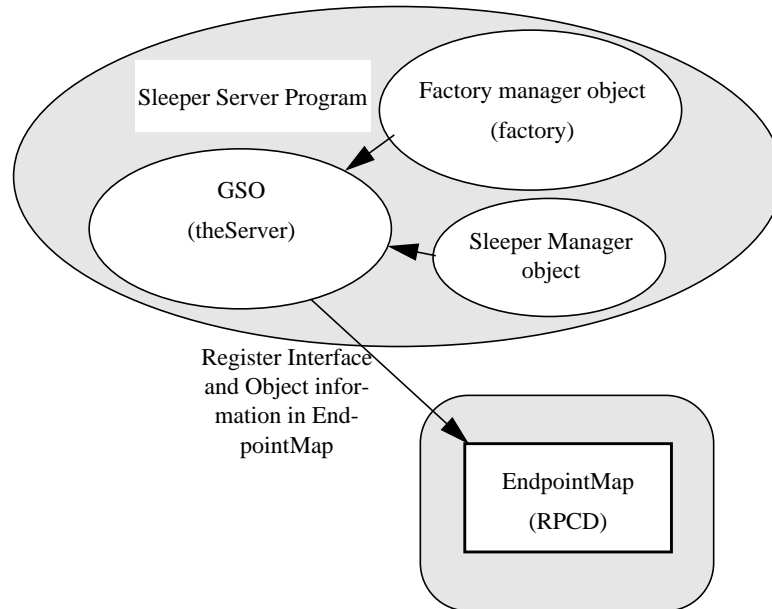 Sleeper Server Program
Factory manager object
(factory)
GSO
(theServer)
Sleeper Manager
object
Register Interface
and Object infor-
mation in End-
pointMap
EndpointMap
(RPCD)